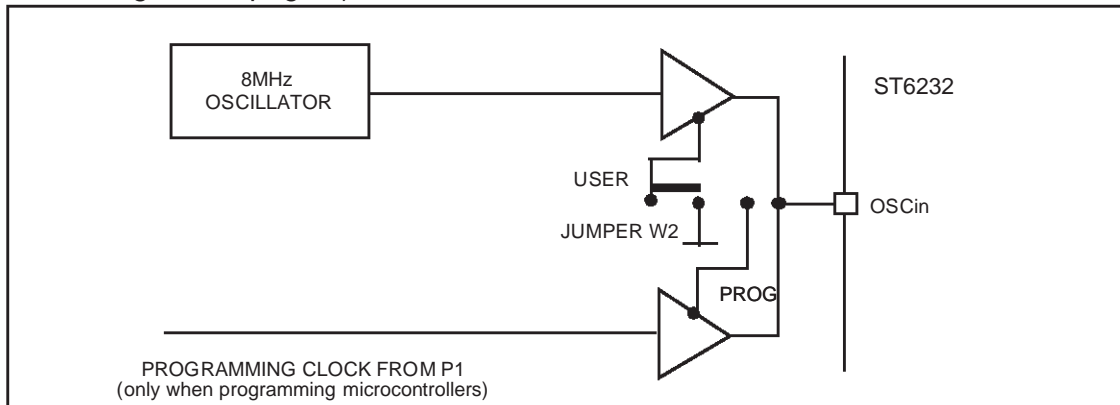 8MHz
OSCILLATOR
ST6232
USER
OSCin
JUMPER W2
PROG
PROGRAMMING CLOCK FROM P1
(only when programming microcontrollers)